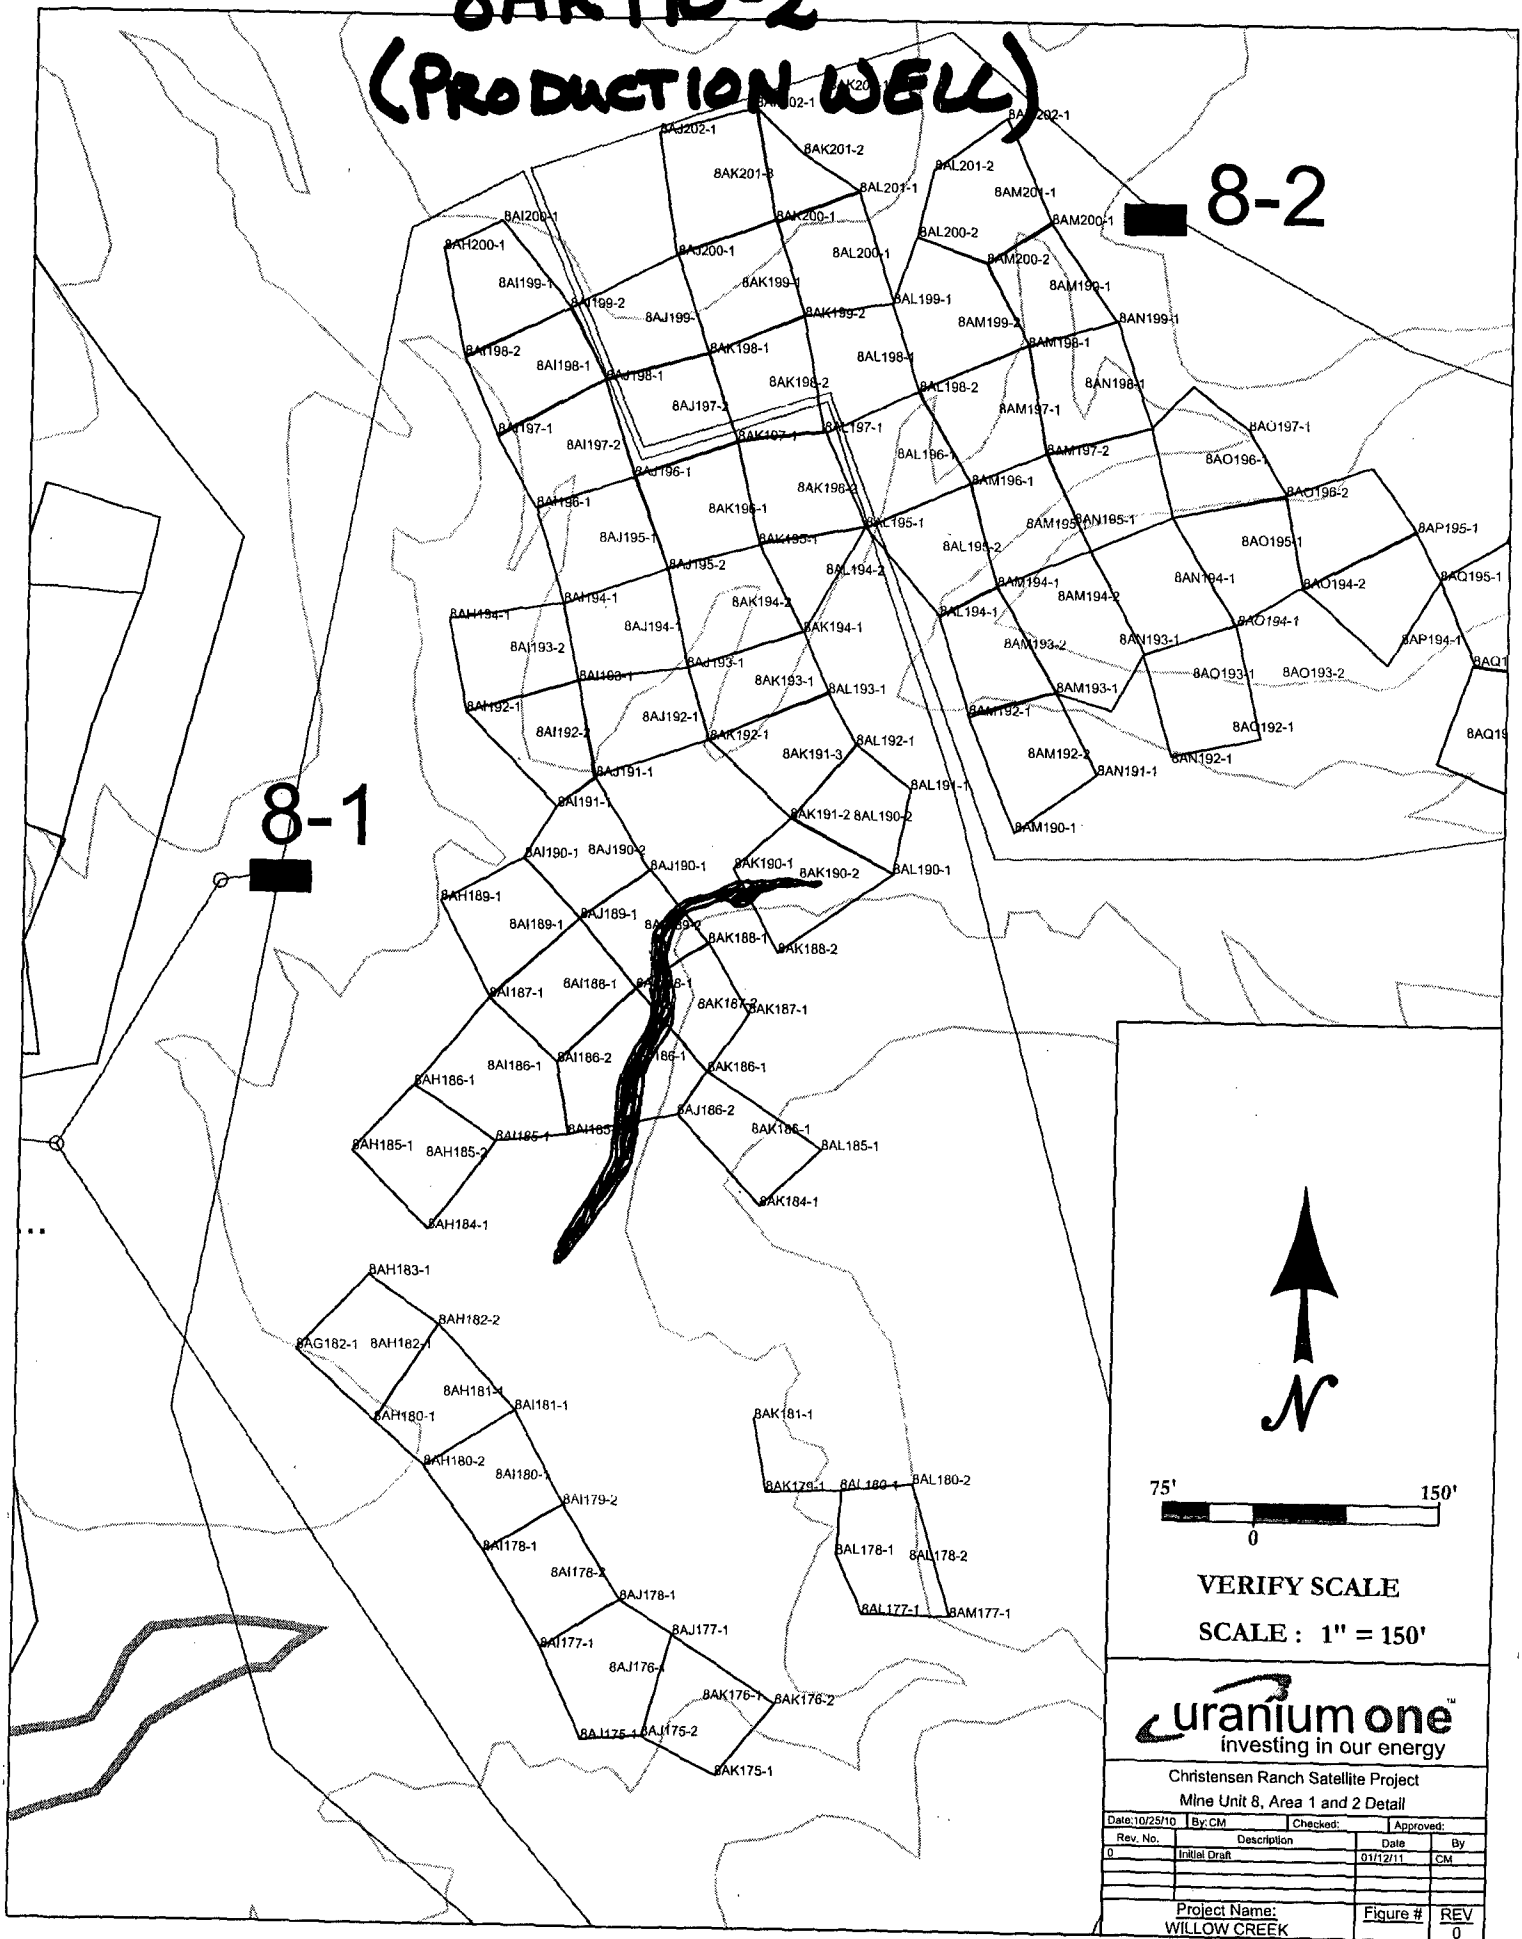 (PRODUCTION WELL)
8AJ202-1
8AK201-2
8AK201-3
8AL201-2
8AL201-1
8AM201-1
8-2
8AI200-1
8AK200-1
8AL200-2
8AM200-1
8AH200-1
8AJ200-1
8AL200-1
8AM200-2
8AI199-1
8AK199-1
8AM199-1
8AI199-2
8AL199-1
8AK199-2
8AM199-2
8AN199-1
8AI198-2
8AI198-1
8AJ198-1
8AK198-1
8AL198-1
8AM198-1
8AK198-2
8AL198-2
8AN198-1
8AJ197-2
8AM197-1
8AI197-1
8AI197-2
8AK197-1
8AL197-1
8AO197-1
8AL196-1
8AM197-2
8AO196-1
8AJ196-1
8AK196-2
8AM196-1
8AO196-2
8AI196-1
8AK196-1
8AL195-1
8AN195-1
8AP195-1
8AJ195-1
8AK195-1
8AL195-2
8AO195-1
8AJ195-2
8AL194-2
8AM194-1
8AN194-1
8AO194-2
8AQ195-1
8AH194-1
8AI194-1
8AK194-2
8AL194-1
8AM194-2
8AJ194-1
8AK194-1
8AO194-1
8AI193-2
8AM193-2
8AN193-1
8AP194-1
8AI193-1
8AJ193-1
8AK193-1
8AL193-1
8AM193-1
8AO193-1
8AO193-2
8AI192-1
8AJ192-1
8AM192-1
8AI192-2
8AK192-1
8AL192-1
8AO192-1
8AK191-3
8AM192-2
8AN192-1
8AJ191-1
8AN191-1
8AI191-1
8AL191-1
8-1
8AK191-2 8AL190-2
8AM190-1
8AI190-1
8AJ190-2
8AJ190-1
8AK190-1
8AK190-2
8AL190-1
8AH189-1
8AI189-1
8AJ189-1
8AK188-1
8AK188-2
8AI187-1
8AI188-1
8AK187-2
8AK187-1
8AI186-1
8AI186-2
8AK186-1
8AH186-1
8AJ186-2
8AH185-1
8AH185-2
8AI185-1
8AK186-1
8AL185-1
8AK184-1
8AH184-1
8AH183-1
8AH182-2
8AG182-1
8AH182-1
8AH181-1
8AI181-1
8AH180-1
8AK181-1
8AH180-2
8AI180-1
8AK179-1
8AL180-1
8AL180-2
8AI179-2
8AI178-1
8AL178-1
8AL178-2
8AI178-2
8AJ178-1
8AL177-1
8AM177-1
8AI177-1
8AJ177-1
8AJ176-1
8AK176-1
8AK176-2
8AJ175-1
8AJ175-2
8AK175-1
N
75'
150'
0
VERIFY SCALE
SCALE : 1" = 150'
uranium one™
investing in our energy
Christensen Ranch Satellite Project
Mine Unit 8, Area 1 and 2 Detail
Date:10/25/10 By:CM Checked: Approved:
Rev. No. Description Date By
0 Initial Draft 01/12/11 CM
Project Name: Figure # REV
WILLOW CREEK 0